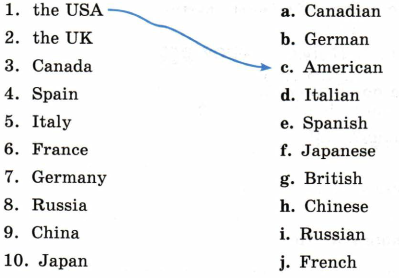 1. the USA a. Canadian
2. the UK b. German
3. Canada c. American
4. Spain d. Italian
5. Italy e. Spanish
6. France f. Japanese
7. Germany g. British
8. Russia h. Chinese
9. China i. Russian
10. Japan j. French